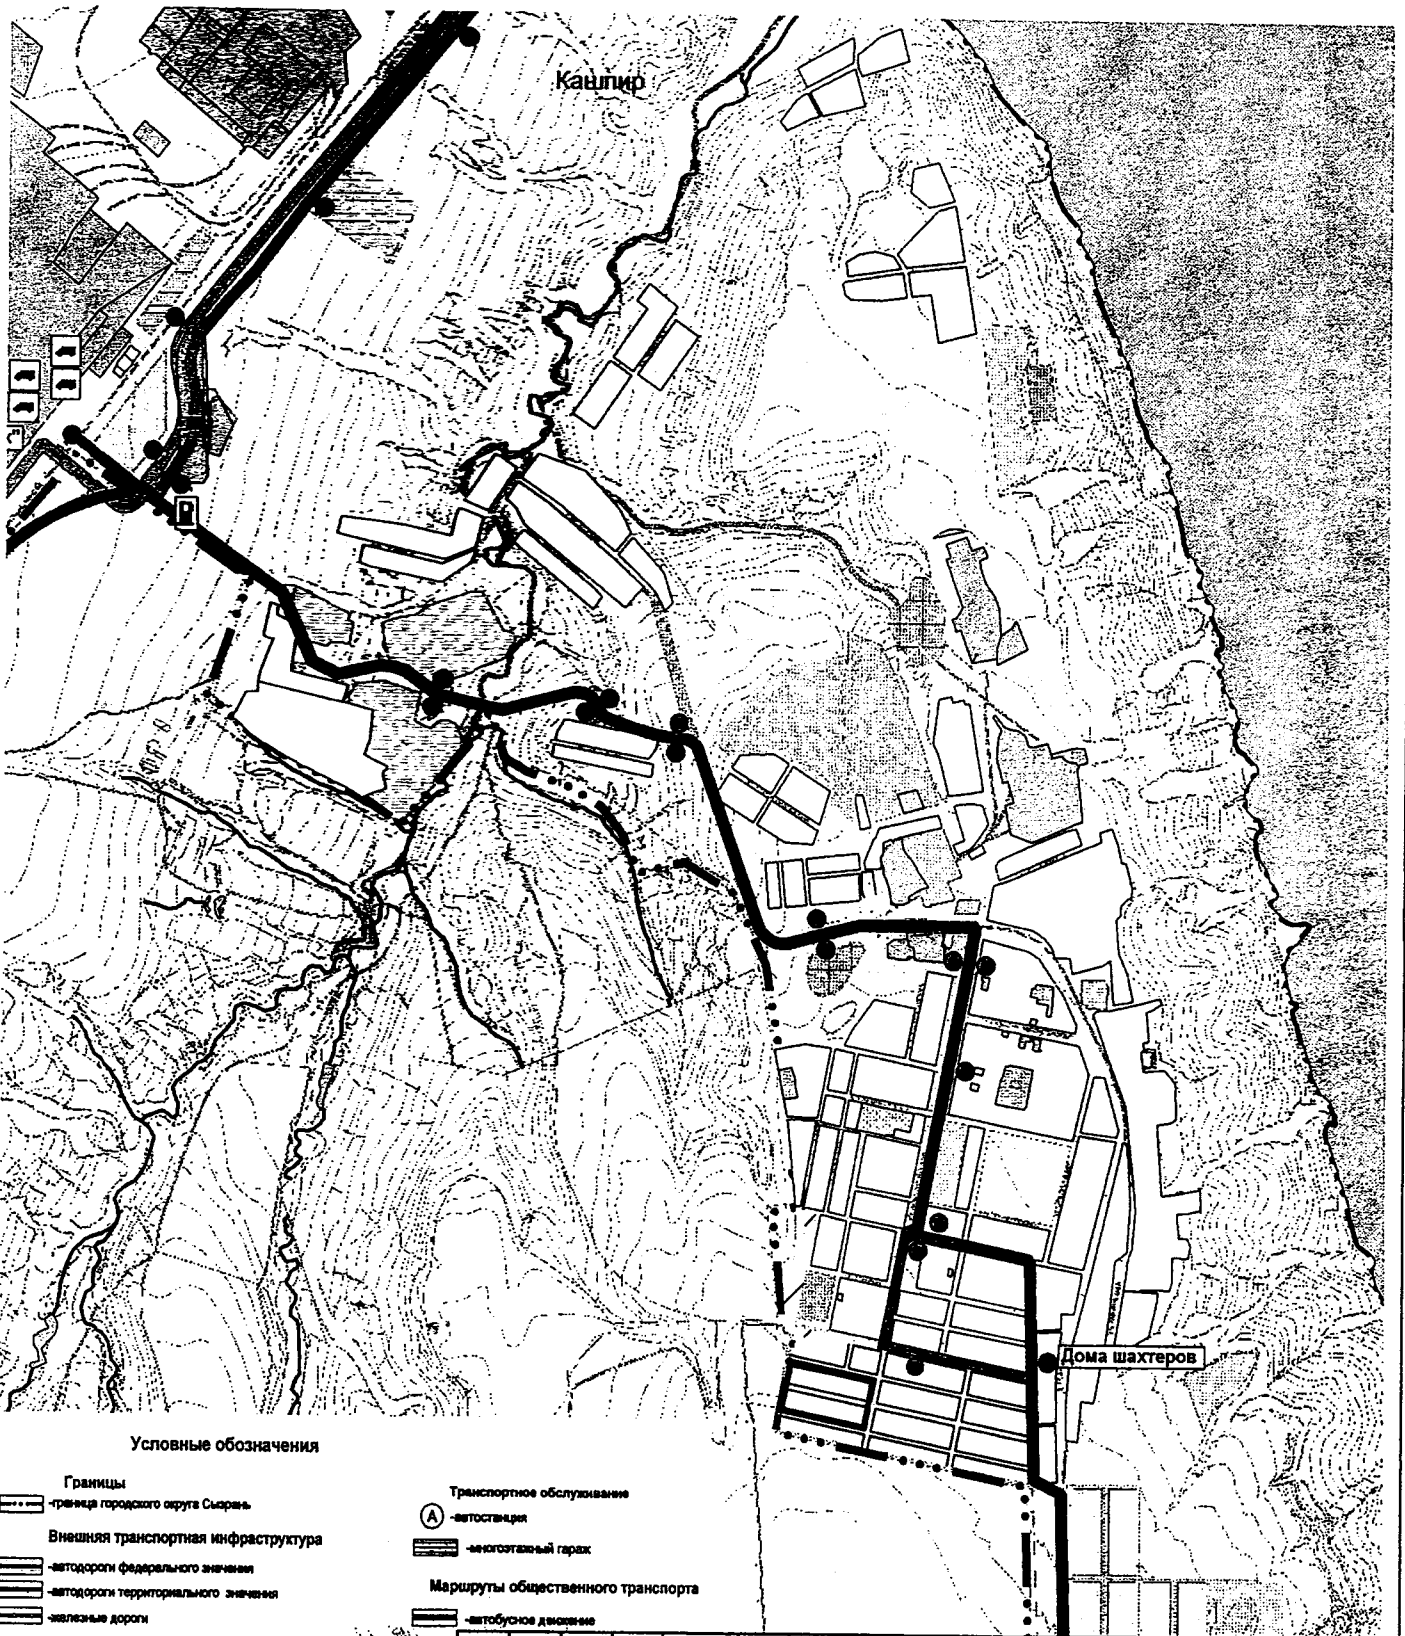 Кашпир
Дома шахтеров
Условные обозначения
Границы
-граница городского округа Сызрань
Внешняя транспортная инфраструктура
-автодороги федерального значения
-автодороги территориального значения
-железные дороги
Транспортное обслуживание
А -автостанция
-многоэтажный гараж
Маршруты общественного транспорта
-автобусное движение